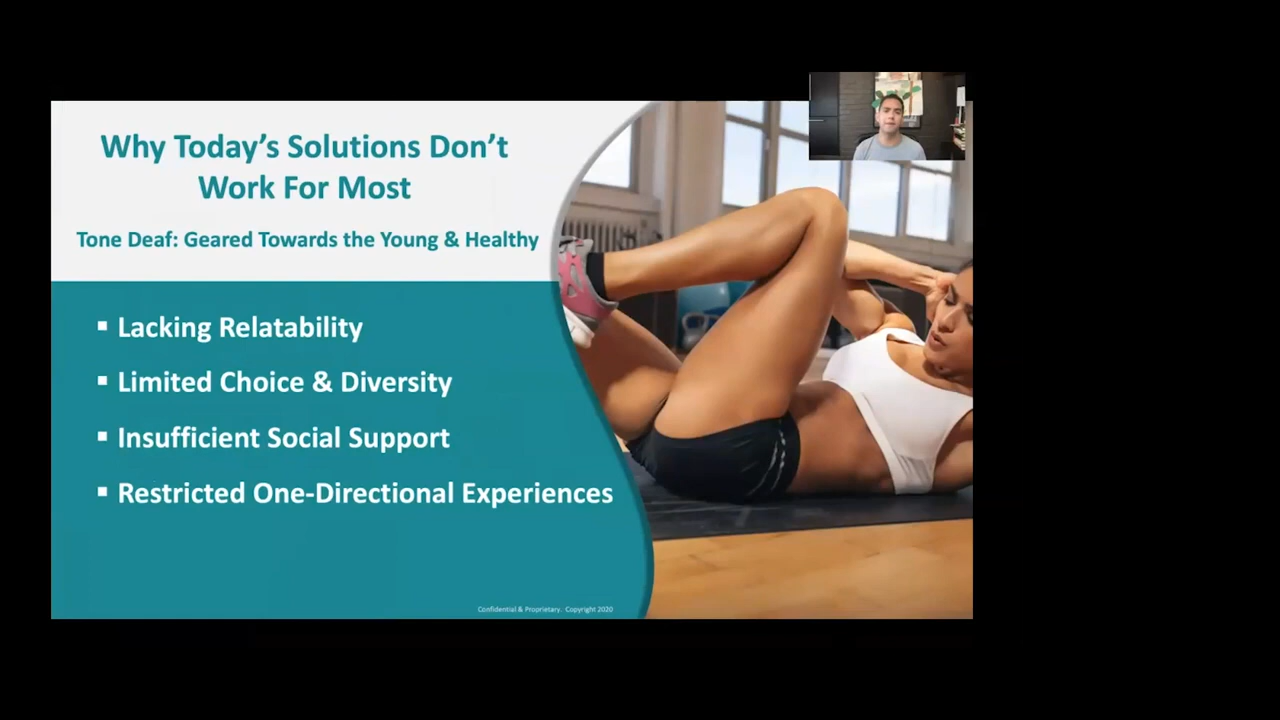 Why Today's Solutions Don't
Work For Most
Tone Deaf: Geared Towards the Young & Healthy
▪ Lacking Relatability
▪ Limited Choice & Diversity
▪ Insufficient Social Support
▪ Restricted One-Directional Experiences
Confidential & Proprietary. Copyright 2020